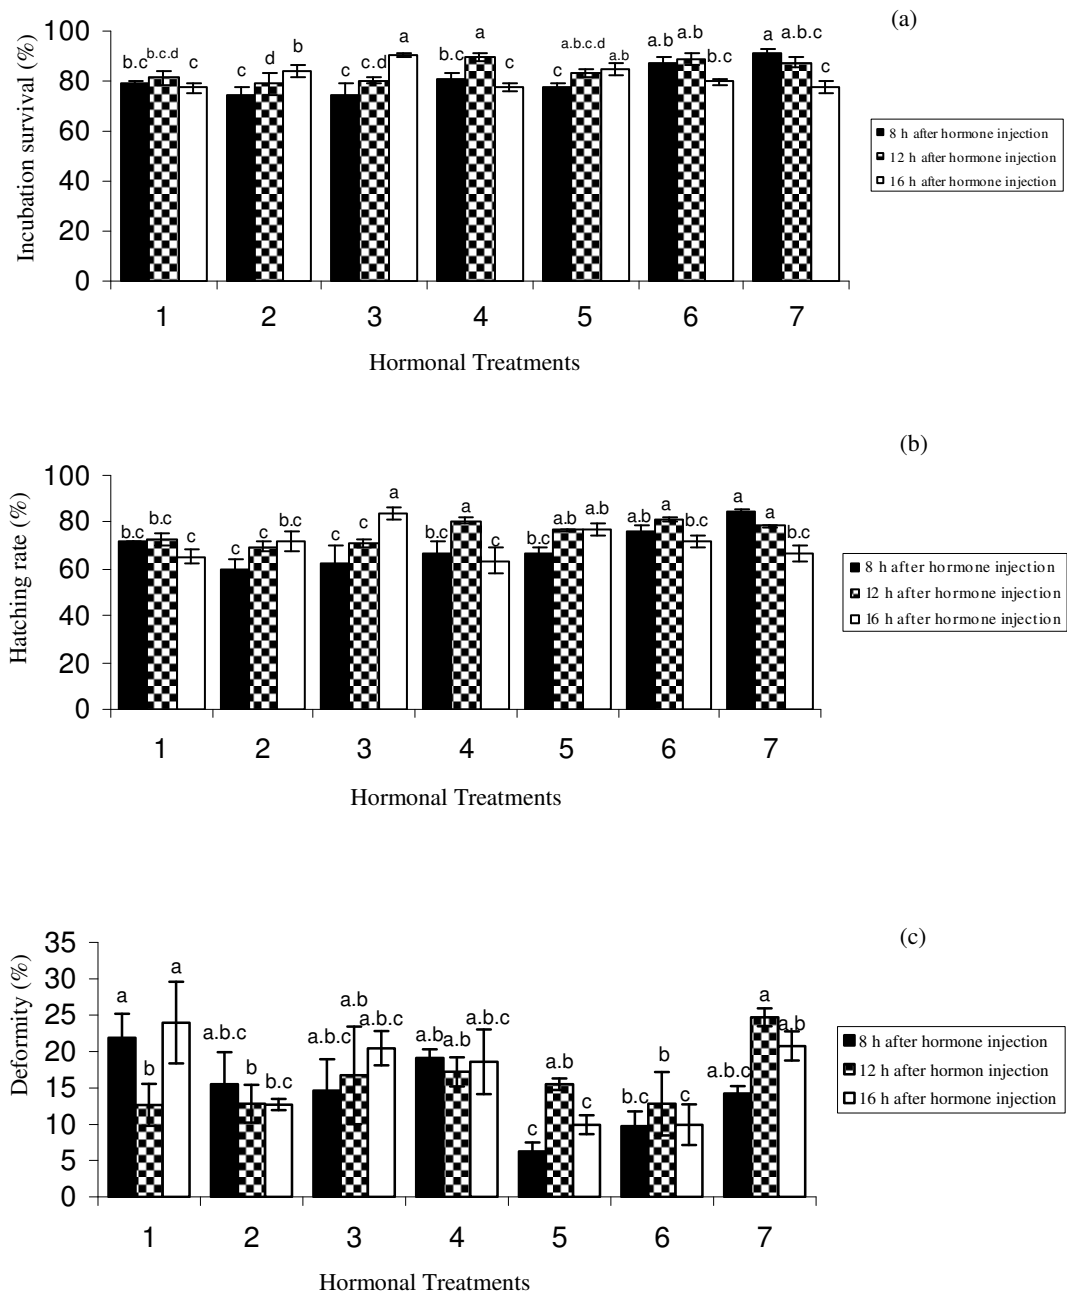 (a)
100
80
60
40
20
0
Incubation survival (%)
b.c b.c.d c c d b c c.d a b.c a c c a.b.c.d a.b a.b a.b b.c a a.b.c c
1 2 3 4 5 6 7
Hormonal Treatments
8 h after hormone injection
12 h after hormone injection
16 h after hormone injection
(b)
100
80
60
40
20
0
Hatching rate (%)
b.c b.c c c c b.c c c a b.c a c b.c a.b a.b a.b a b.c a a b.c
1 2 3 4 5 6 7
Hormonal Treatments
8 h after hormone injection
12 h after hormone injection
16 h after hormone injection
(c)
35
30
25
20
15
10
5
0
Deformity (%)
a b a a.b.c b b.c a.b.c a.b a.b.c a.b a.b a.b.c c a.b c b.c b c a.b.c a a.b
1 2 3 4 5 6 7
Hormonal Treatments
8 h after hormone injection
12 h after hormon injection
16 h after hormone injection